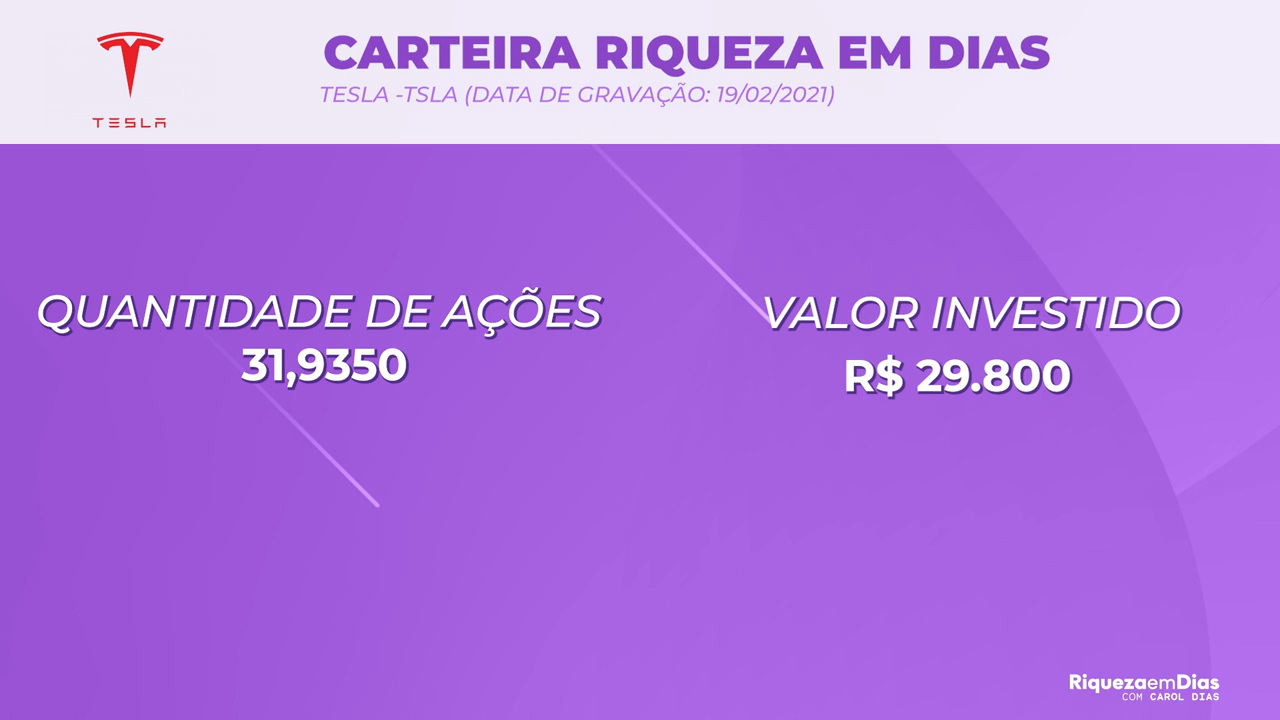 TESLA
CARTEIRA RIQUEZA EM DIAS
TESLA -TSLA (DATA DE GRAVAÇÃO: 19/02/2021)
QUANTIDADE DE AÇÕES
31,9350
VALOR INVESTIDO
R$ 29.800
RiquezaemDias
COM CAROL DIAS